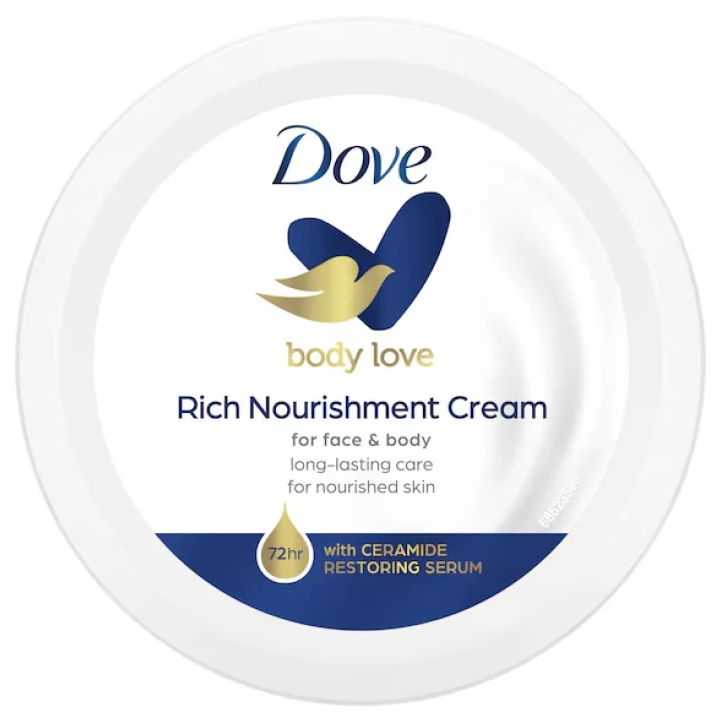 Dove
body love
Rich Nourishment Cream
for face & body
long-lasting care
for nourished skin
72hr
with CERAMIDE
RESTORING SERUM